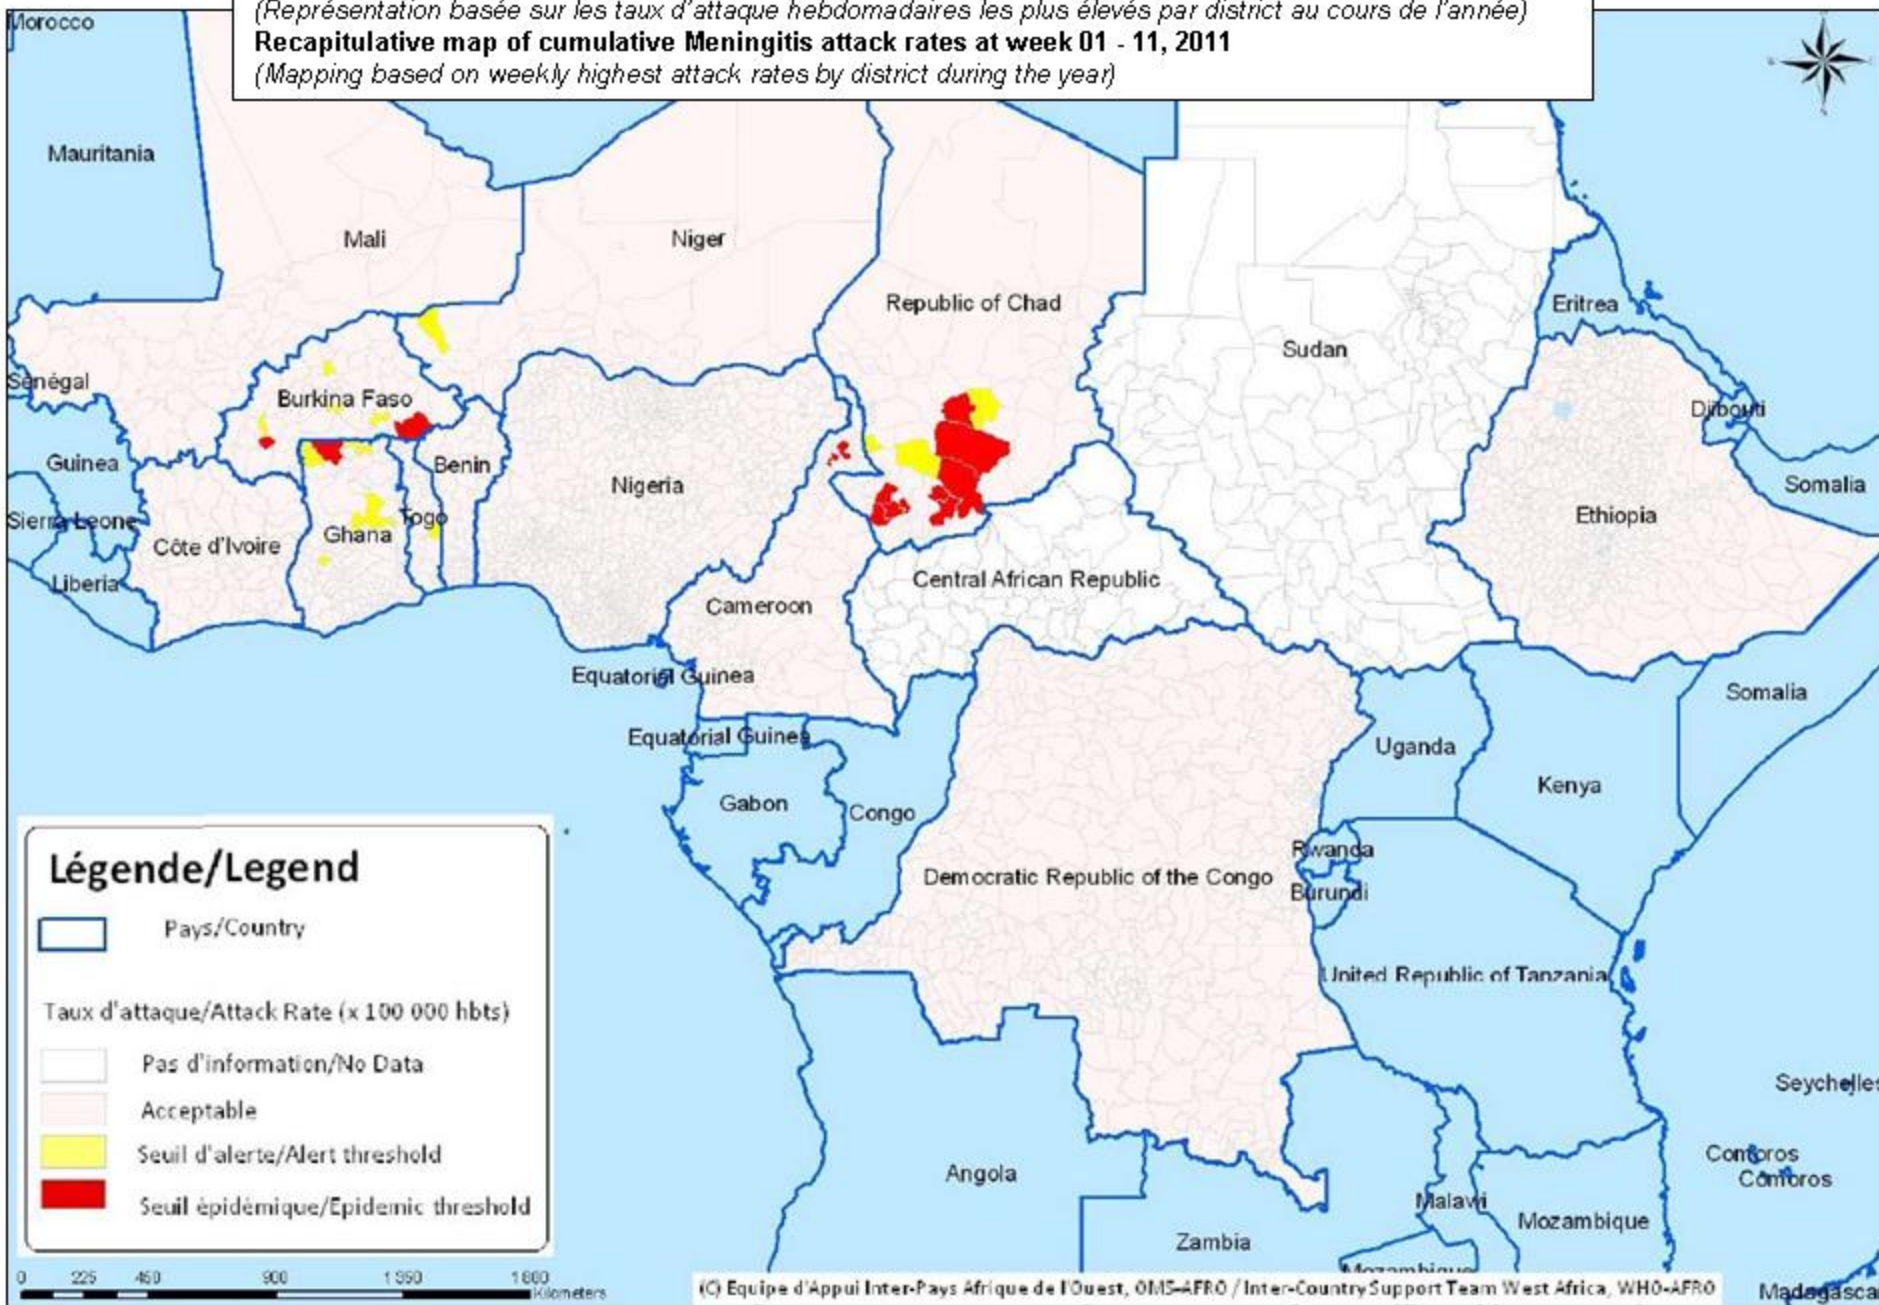 (Représentation basée sur les taux d'attaque hebdomadaires les plus élevés par district au cours de l'année)
Recapitulative map of cumulative Meningitis attack rates at week 01 - 11, 2011
(Mapping based on weekly highest attack rates by district during the year)
Morocco
Mauritania
Mali
Niger
Republic of Chad
Sudan
Eritrea
Sénégal
Burkina Faso
Djibouti
Guinea
Benin
Nigeria
Somalia
Sierra Leone
Côte d'Ivoire
Ghana
Togo
Ethiopia
Liberia
Cameroon
Central African Republic
Equatorial Guinea
Somalia
Equatorial Guinea
Uganda
Kenya
Gabon
Congo
Rwanda
Democratic Republic of the Congo
Burundi
United Republic of Tanzania
Seychelles
Comoros
Comoros
Angola
Malawi
Mozambique
Zambia
Mozambique
Madagasca
Légende/Legend
Pays/Country
Taux d'attaque/Attack Rate (x 100 000 hbts)
Pas d'information/No Data
Acceptable
Seuil d'alerte/Alert threshold
Seuil épidémique/Epidemic threshold
0 225 450 900 1 350 1 800
Kilometers
(C) Equipe d'Appui Inter-Pays Afrique de l'Ouest, OMS-AFRO / Inter-Country Support Team West Africa, WHO-AFRO